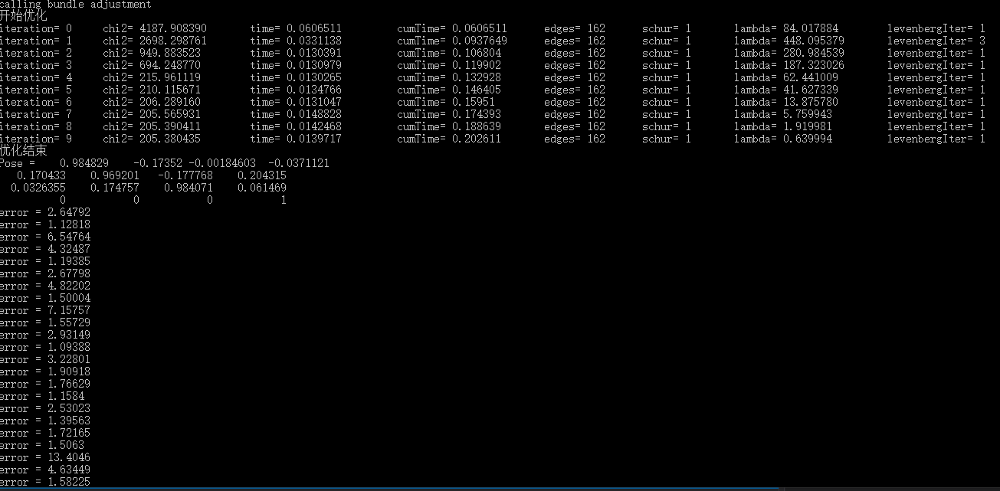 calling bundle adjustment
开始优化
iteration= 0 chi2= 4187.908390 time= 0.0606511 cumTime= 0.0606511 edges= 162 schur= 1 lambda= 84.017884 levenbergIter= 1
iteration= 1 chi2= 2698.298761 time= 0.0331138 cumTime= 0.0937649 edges= 162 schur= 1 lambda= 448.095379 levenbergIter= 3
iteration= 2 chi2= 949.883523 time= 0.0130391 cumTime= 0.106804 edges= 162 schur= 1 lambda= 280.984539 levenbergIter= 1
iteration= 3 chi2= 694.248770 time= 0.0130979 cumTime= 0.119902 edges= 162 schur= 1 lambda= 187.323026 levenbergIter= 1
iteration= 4 chi2= 215.961119 time= 0.0130265 cumTime= 0.132928 edges= 162 schur= 1 lambda= 62.441009 levenbergIter= 1
iteration= 5 chi2= 210.115671 time= 0.0134766 cumTime= 0.146405 edges= 162 schur= 1 lambda= 41.627339 levenbergIter= 1
iteration= 6 chi2= 206.289160 time= 0.0131047 cumTime= 0.15951 edges= 162 schur= 1 lambda= 13.875780 levenbergIter= 1
iteration= 7 chi2= 205.565931 time= 0.0148828 cumTime= 0.174393 edges= 162 schur= 1 lambda= 5.759943 levenbergIter= 1
iteration= 8 chi2= 205.390411 time= 0.0142468 cumTime= 0.188639 edges= 162 schur= 1 lambda= 1.919981 levenbergIter= 1
iteration= 9 chi2= 205.380435 time= 0.0139717 cumTime= 0.202611 edges= 162 schur= 1 lambda= 0.639994 levenbergIter= 1
优化结束
Pose = 0.984829 -0.17352 -0.00184603 -0.0371121
0.170433 0.969201 -0.177768 0.204315
0.0326355 0.174757 0.984071 0.061469
0 0 0 1
error = 2.64792
error = 1.12818
error = 6.54764
error = 4.32487
error = 1.19385
error = 2.67798
error = 4.82202
error = 1.50004
error = 7.15757
error = 1.55729
error = 2.93149
error = 1.09388
error = 3.22801
error = 1.90918
error = 1.76629
error = 1.1584
error = 2.53023
error = 1.39563
error = 1.72165
error = 1.5063
error = 13.4046
error = 4.63449
error = 1.58225